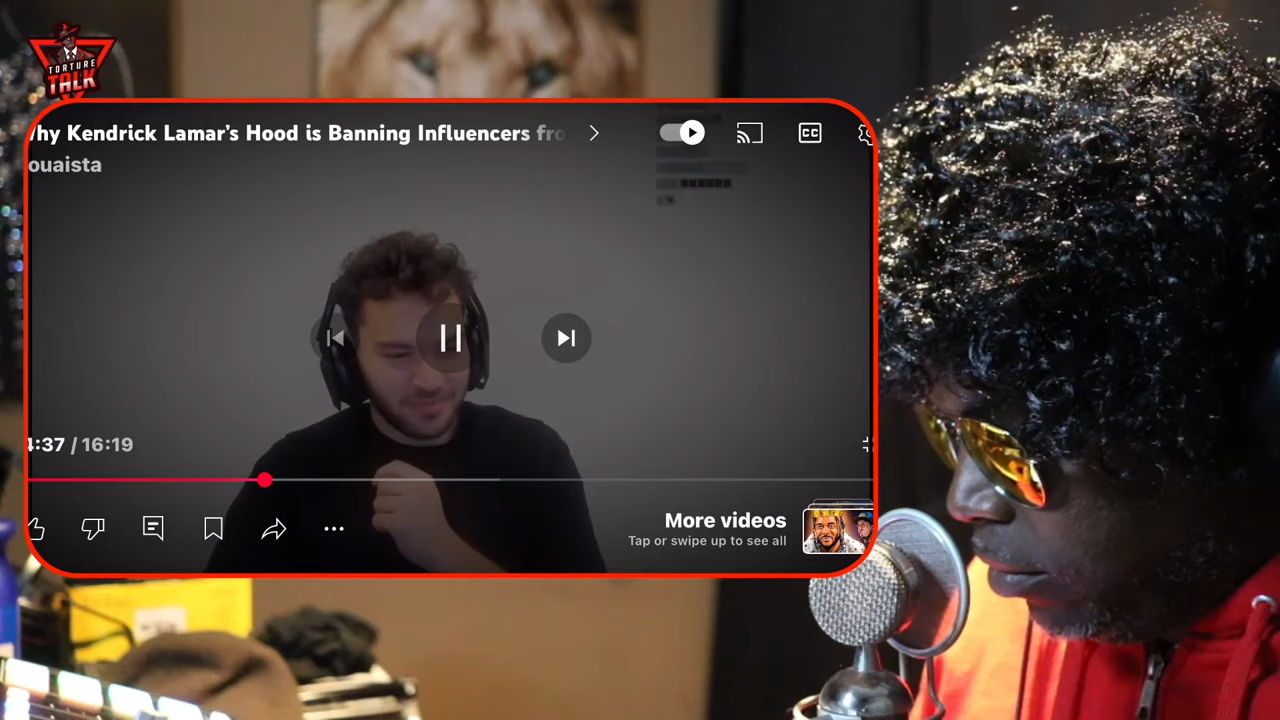 TORTURE
TALK
hy Kendrick Lamar's Hood is Banning Influencers fro
ouaista
CC
4:37 / 16:19
More videos
Tap or swipe up to see all